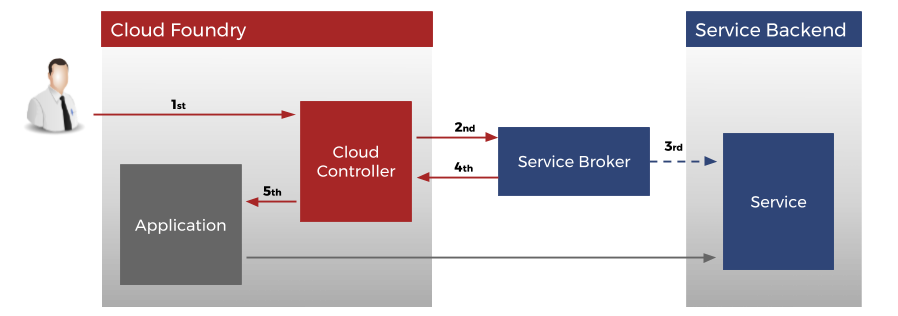 Cloud Foundry
Service Backend
1st
2nd
3rd
Cloud
Controller
Service Broker
4th
5th
Application
Service